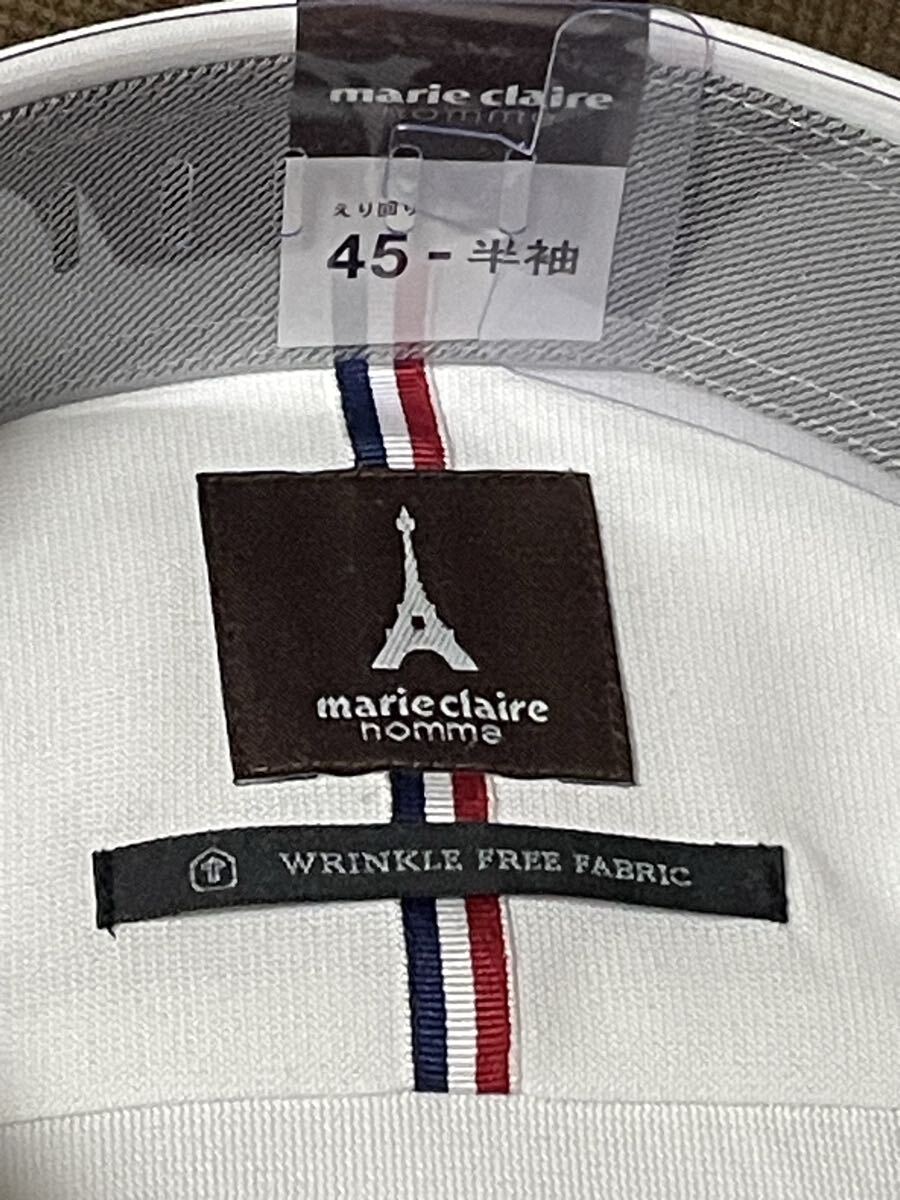 marie claire
homme
えり回り
45 - 半袖
marie claire
homme
WRINKLE FREE FABRIC